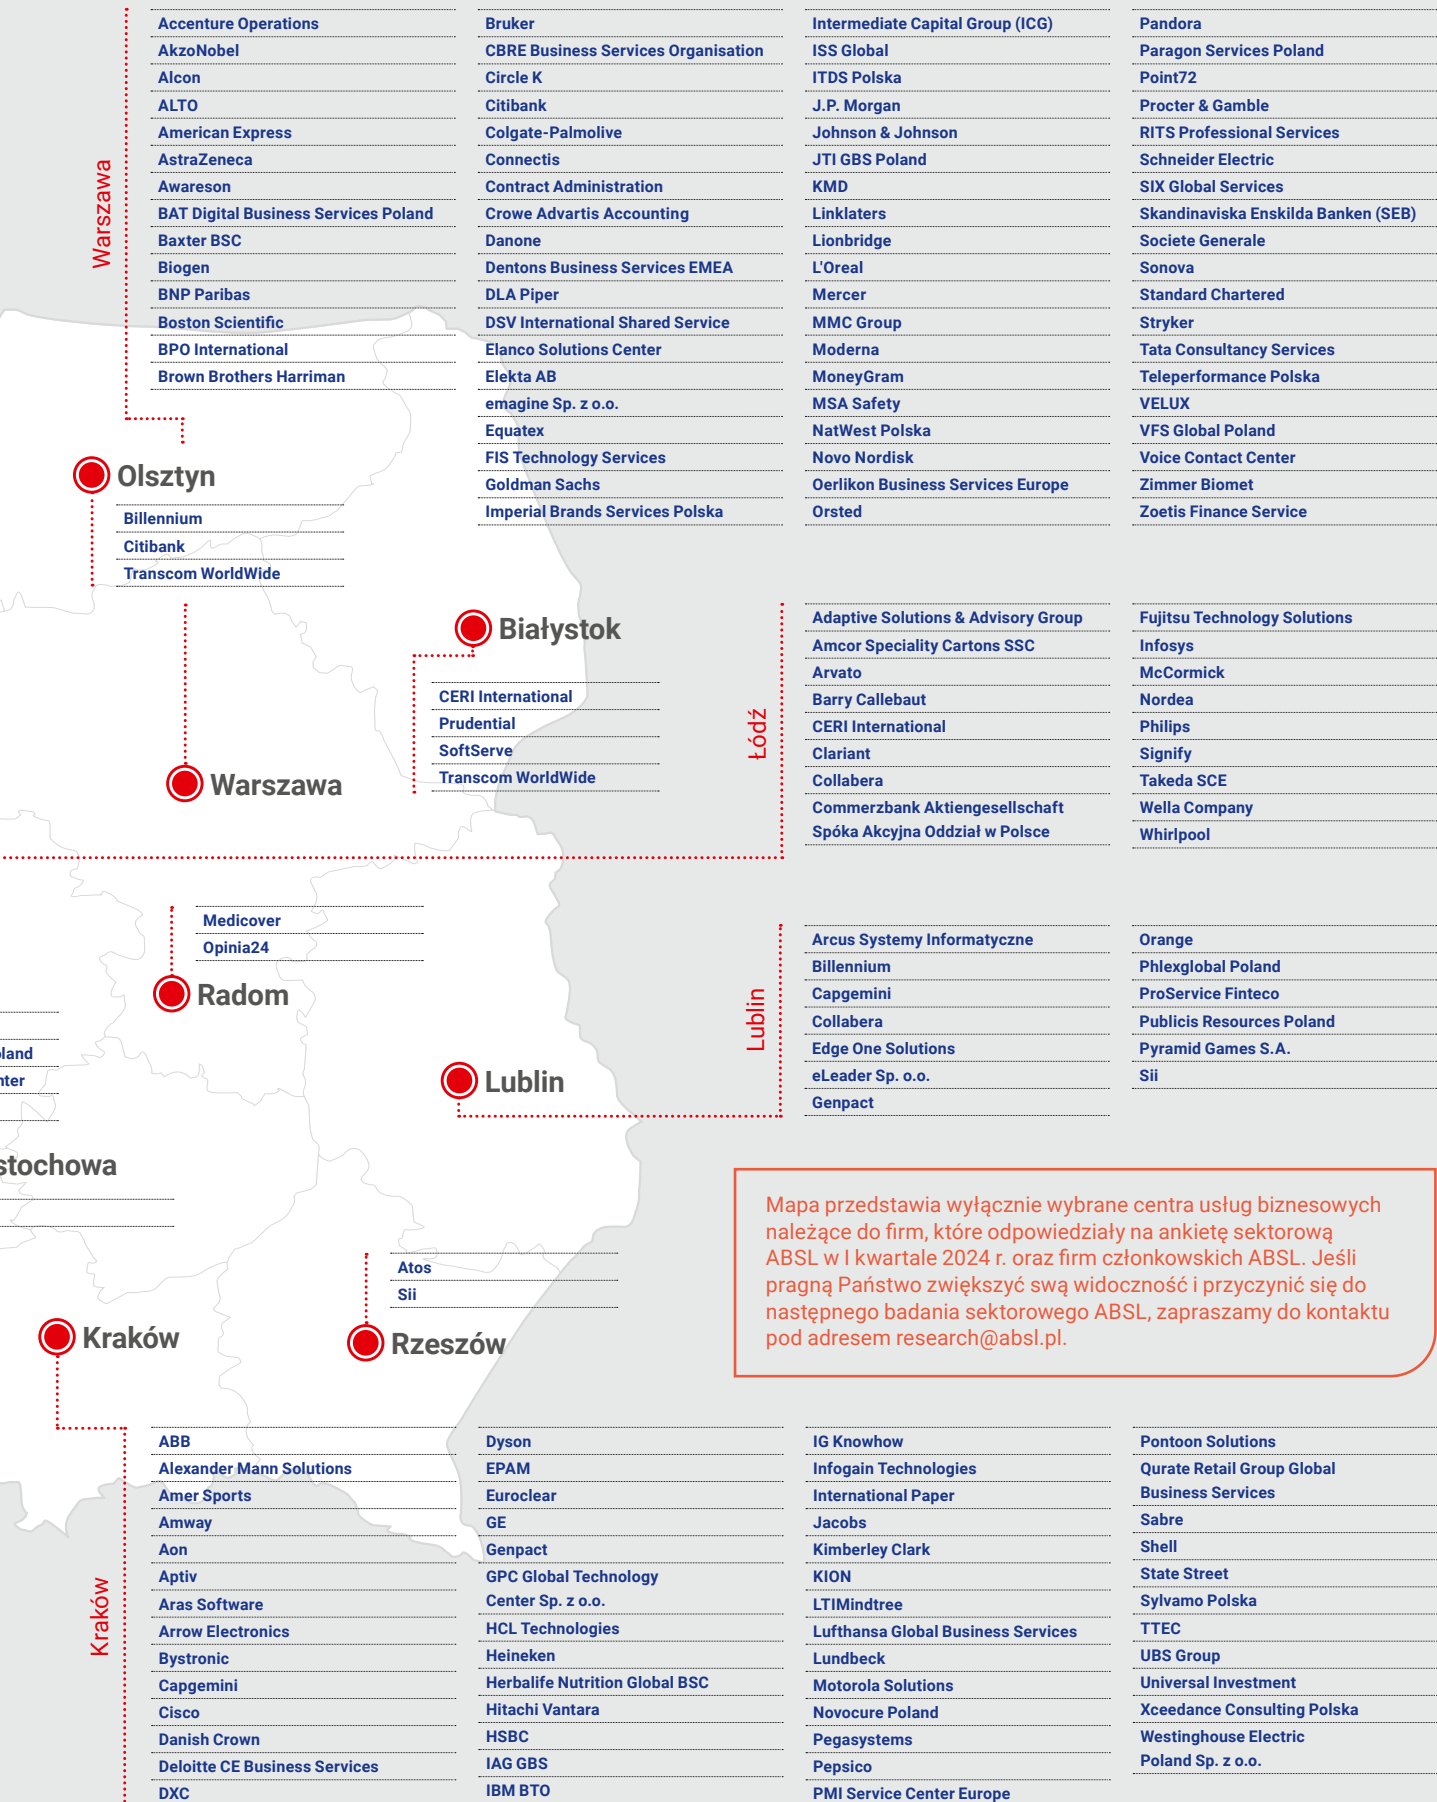 Warszawa
Accenture Operations
AkzoNobel
Alcon
ALTO
American Express
AstraZeneca
Awareson
BAT Digital Business Services Poland
Baxter BSC
Biogen
BNP Paribas
Boston Scientific
BPO International
Brown Brothers Harriman
Bruker
CBRE Business Services Organisation
Circle K
Citibank
Colgate-Palmolive
Connectis
Contract Administration
Crowe Advartis Accounting
Danone
Dentons Business Services EMEA
DLA Piper
DSV International Shared Service
Elanco Solutions Center
Elekta AB
emagine Sp. z o.o.
Equatex
FIS Technology Services
Goldman Sachs
Imperial Brands Services Polska
Intermediate Capital Group (ICG)
ISS Global
ITDS Polska
J.P. Morgan
Johnson & Johnson
JTI GBS Poland
KMD
Linklaters
Lionbridge
L'Oreal
Mercer
MMC Group
Moderna
MoneyGram
MSA Safety
NatWest Polska
Novo Nordisk
Oerlikon Business Services Europe
Orsted
Pandora
Paragon Services Poland
Point72
Procter & Gamble
RITS Professional Services
Schneider Electric
SIX Global Services
Skandinaviska Enskilda Banken (SEB)
Societe Generale
Sonova
Standard Chartered
Stryker
Tata Consultancy Services
Teleperformance Polska
VELUX
VFS Global Poland
Voice Contact Center
Zimmer Biomet
Zoetis Finance Service
Olsztyn
Billennium
Citibank
Transcom WorldWide
Białystok
CERI International
Prudential
SoftServe
Transcom WorldWide
Warszawa
Łódź
Adaptive Solutions & Advisory Group
Amcor Speciality Cartons SSC
Arvato
Barry Callebaut
CERI International
Clariant
Collabera
Commerzbank Aktiengesellschaft
Spóka Akcyjna Oddział w Polsce
Fujitsu Technology Solutions
Infosys
McCormick
Nordea
Philips
Signify
Takeda SCE
Wella Company
Whirlpool
Medicover
Opinia24
Radom
land
nter
stochowa
Lublin
Lublin
Arcus Systemy Informatyczne
Billennium
Capgemini
Collabera
Edge One Solutions
eLeader Sp. o.o.
Genpact
Orange
Phlexglobal Poland
ProService Finteco
Publicis Resources Poland
Pyramid Games S.A.
Sii
Mapa przedstawia wyłącznie wybrane centra usług biznesowych
należące do firm, które odpowiedziały na ankietę sektorową
ABSL w I kwartale 2024 r. oraz firm członkowskich ABSL. Jeśli
pragną Państwo zwiększyć swą widoczność i przyczynić się do
następnego badania sektorowego ABSL, zapraszamy do kontaktu
pod adresem research@absl.pl.
Atos
Sii
Rzeszów
Kraków
Kraków
ABB
Alexander Mann Solutions
Amer Sports
Amway
Aon
Aptiv
Aras Software
Arrow Electronics
Bystronic
Capgemini
Cisco
Danish Crown
Deloitte CE Business Services
DXC
Dyson
EPAM
Euroclear
GE
Genpact
GPC Global Technology
Center Sp. z o.o.
HCL Technologies
Heineken
Herbalife Nutrition Global BSC
Hitachi Vantara
HSBC
IAG GBS
IBM BTO
IG Knowhow
Infogain Technologies
International Paper
Jacobs
Kimberley Clark
KION
LTIMindtree
Lufthansa Global Business Services
Lundbeck
Motorola Solutions
Novocure Poland
Pegasystems
Pepsico
PMI Service Center Europe
Pontoon Solutions
Qurate Retail Group Global
Business Services
Sabre
Shell
State Street
Sylvamo Polska
TTEC
UBS Group
Universal Investment
Xceedance Consulting Polska
Westinghouse Electric
Poland Sp. z o.o.